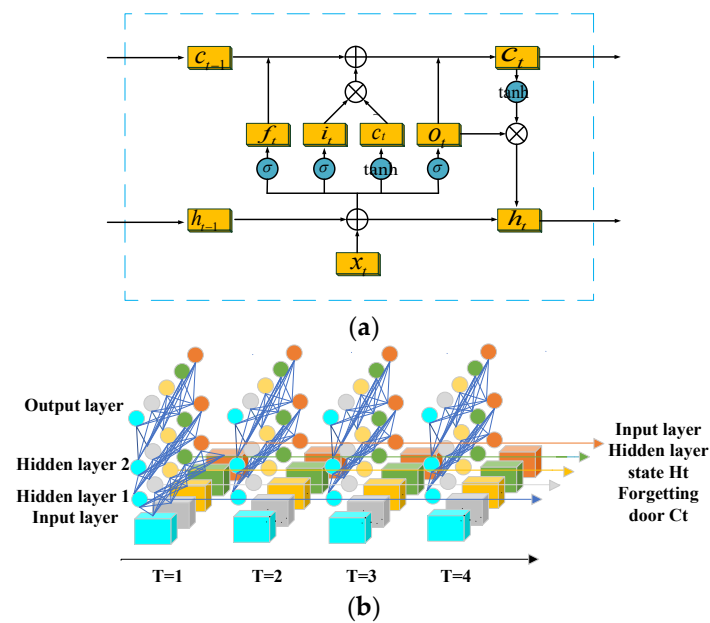 c_{t-1}
c_t
tanh
f_t
i_t
c_t
o_t
σ
σ
tanh
σ
h_{t-1}
h_t
x_t
(a)
Output layer
Hidden layer 2
Hidden layer 1
Input layer
Input layer
Hidden layer
state Ht
Forgetting
door Ct
T=1
T=2
T=3
T=4
(b)